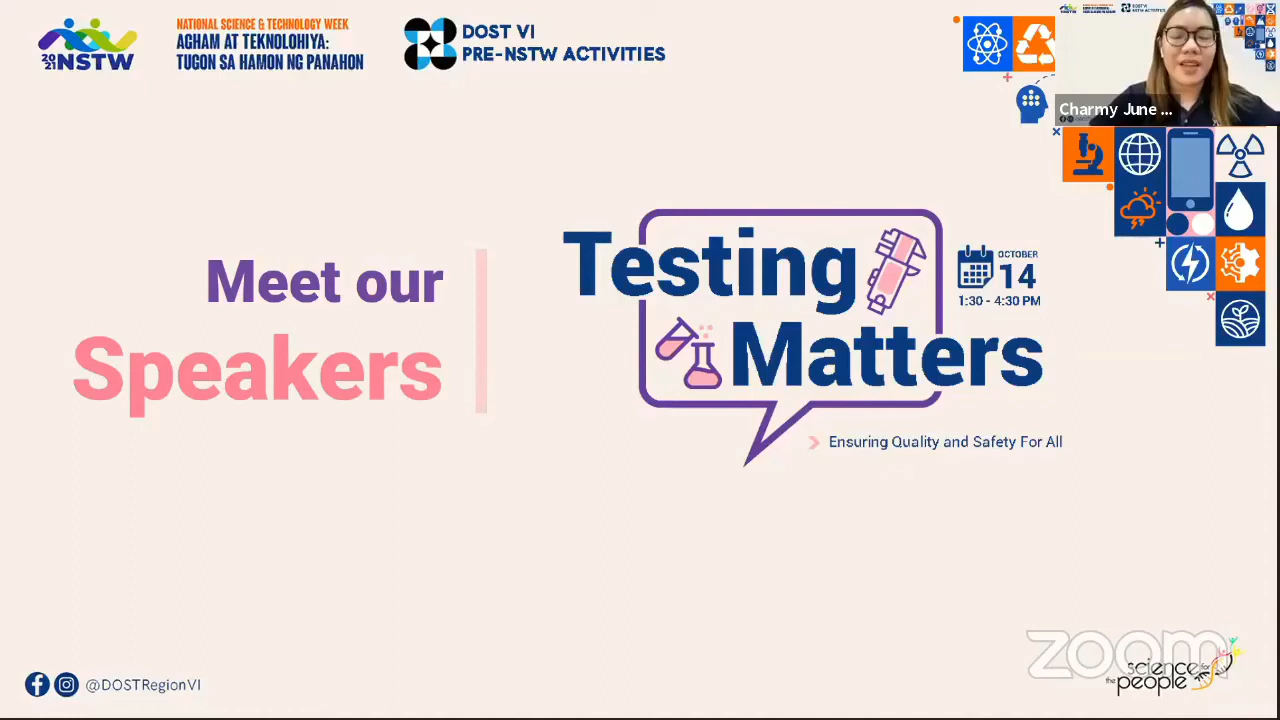 2021 NSTW
NATIONAL SCIENCE & TECHNOLOGY WEEK
AGHAM AT TEKNOLOHIYA:
TUGON SA HAMON NG PANAHON
DOST VI
PRE-NSTW ACTIVITIES
Charmy June ...
Meet our
Speakers
Testing
Matters
OCTOBER
14
1:30 - 4:30 PM
Ensuring Quality and Safety For All
@DOSTRegionVI
zoom
science for
the people